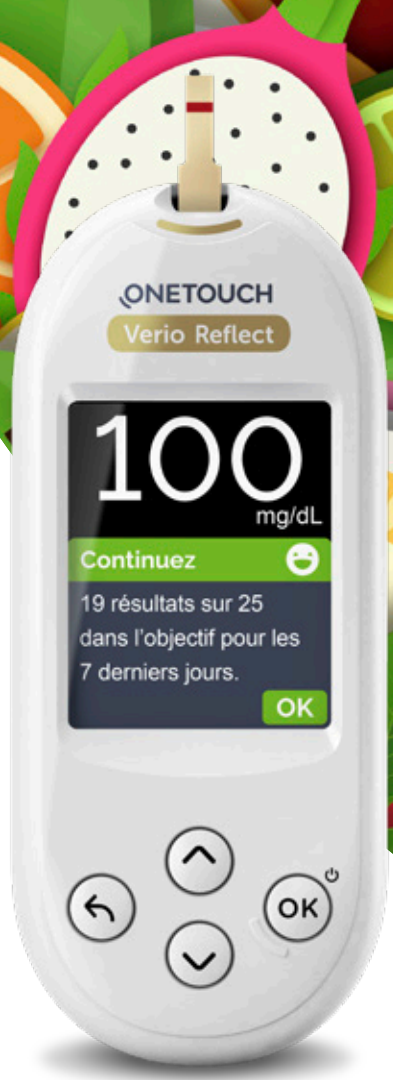 ONETOUCH
Verio Reflect
100
mg/dL
Continuez
19 résultats sur 25
dans l'objectif pour les
7 derniers jours.
OK
OK